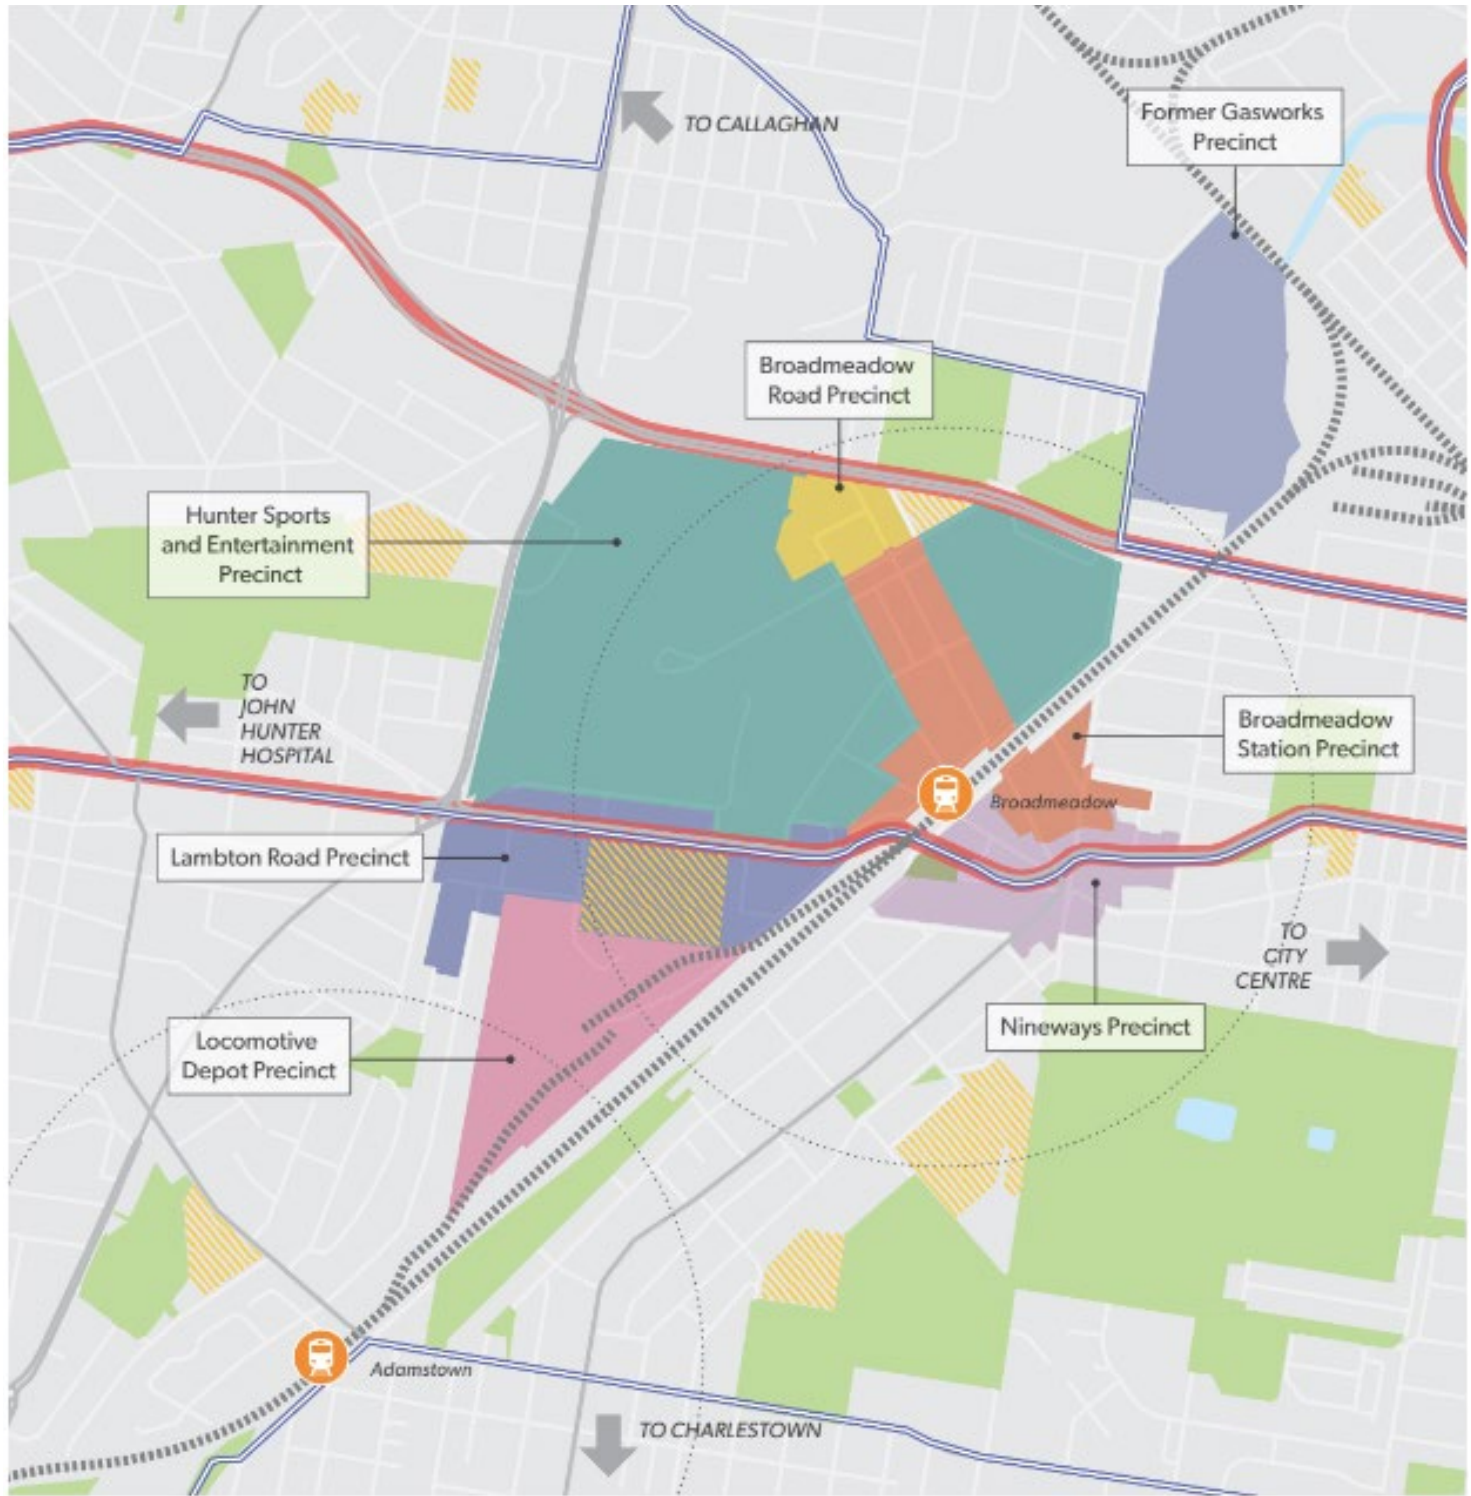 TO CALLAGHAN
Former Gasworks
Precinct
Broadmeadow
Road Precinct
Hunter Sports
and Entertainment
Precinct
TO
JOHN
HUNTER
HOSPITAL
Broadmeadow
Station Precinct
Broadmeadow
Lambton Road Precinct
TO
CITY
CENTRE
Nineways Precinct
Locomotive
Depot Precinct
Adamstown
TO CHARLESTOWN